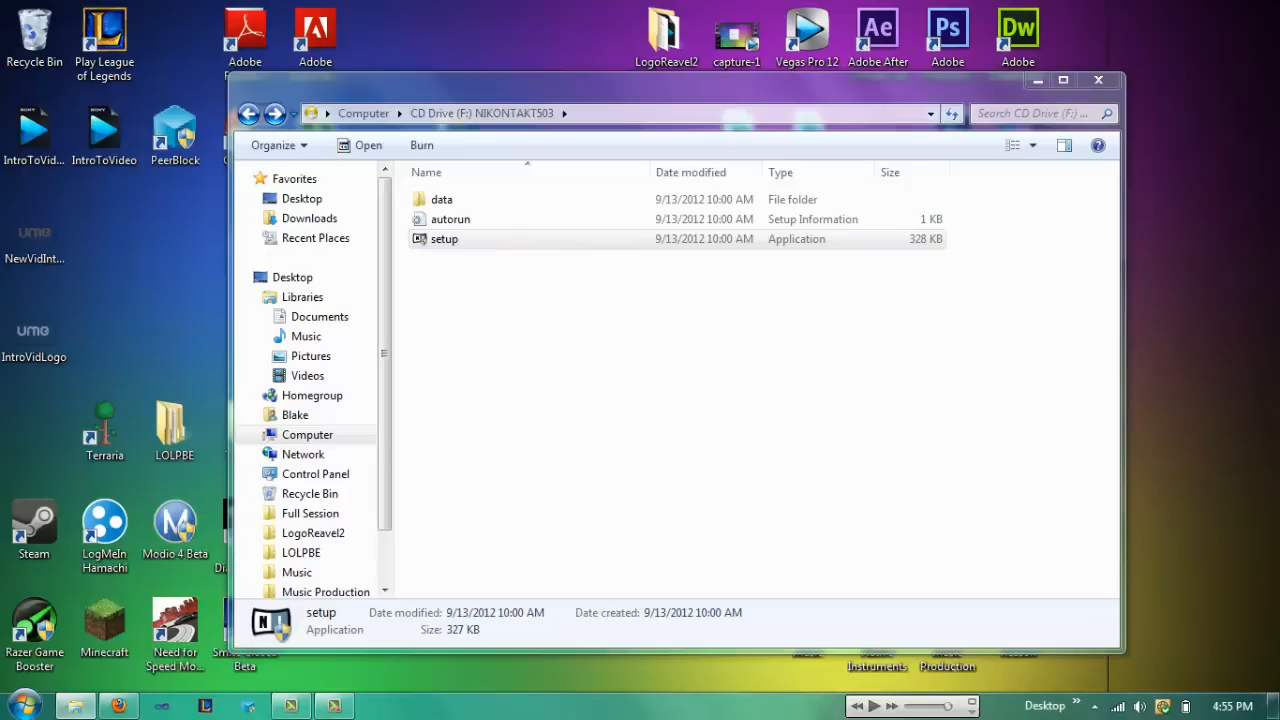 Recycle Bin
Play League
of Legends
Adobe
Adobe
LogoReavel2
capture-1
Vegas Pro 12
Ae
Adobe After
Ps
Adobe
Dw
Adobe
SONY
IntroToVid...
SONY
IntroToVideo
PeerBlock
Computer
CD Drive (F:) NIKONTAKT503
Search CD Drive (F:) ...
Organize
Open
Burn
Name
Date modified
Type
Size
data
9/13/2012 10:00 AM
File folder
autorun
9/13/2012 10:00 AM
Setup Information
1 KB
setup
9/13/2012 10:00 AM
Application
328 KB
Favorites
Desktop
Downloads
Recent Places
Desktop
Libraries
Documents
Music
Pictures
Videos
Homegroup
Blake
Computer
Network
Control Panel
Recycle Bin
Full Session
LogoReavel2
LOLPBE
Music
Music Production
UMG
NewVidInt...
UMG
IntroVidLogo
Terraria
LOLPBE
Steam
LogMeIn
Hamachi
Modio 4 Beta
Razer Game
Booster
Minecraft
Need for
Speed Mo...
Beta
setup
Application
Date modified: 9/13/2012 10:00 AM
Size: 327 KB
Date created: 9/13/2012 10:00 AM
Instruments
Production
Desktop
4:55 PM